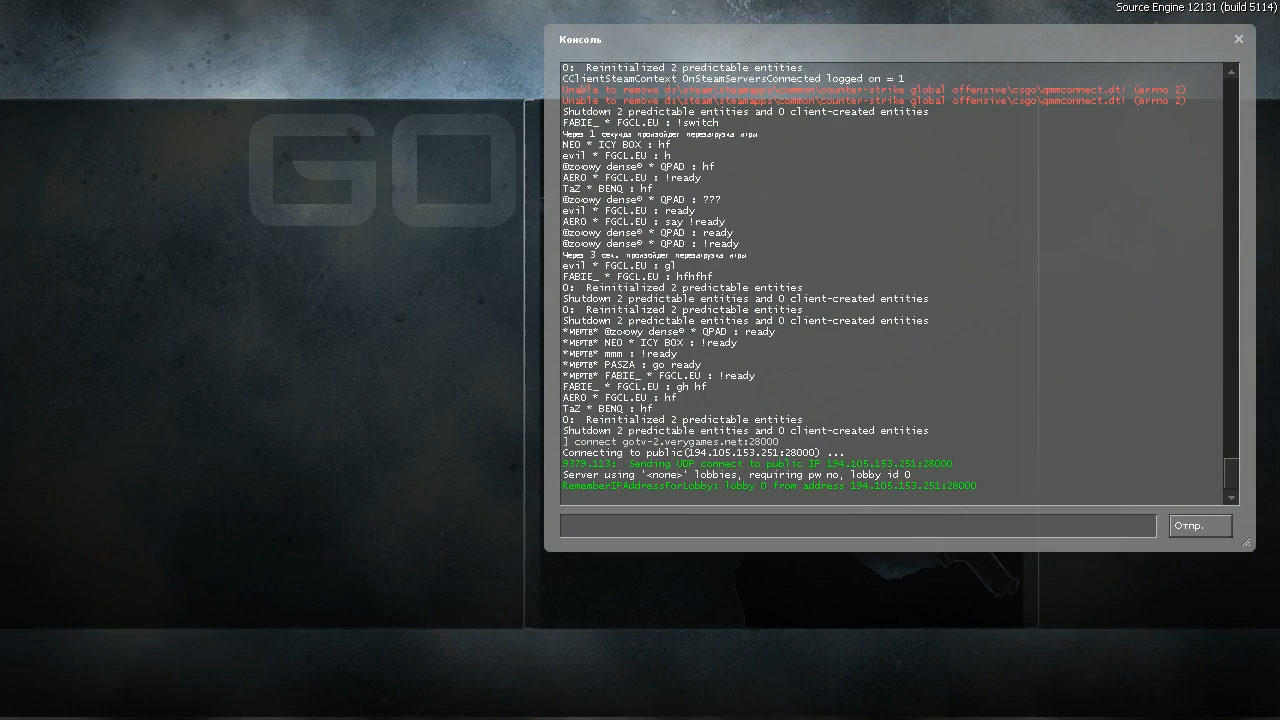 Source Engine 12131 (build 5114)
Консоль
GO
0:  Reinitialized 2 predictable entities
CClientSteamContext OnSteamServersConnected logged on = 1
Unable to remove d:\steam\steamapps\common\counter-strike global offensive\csgo\qmmconnect.dt! (errno 2)
Unable to remove d:\steam\steamapps\common\counter-strike global offensive\csgo\qmmconnect.dt! (errno 2)
Shutdown 2 predictable entities and 0 client-created entities
FABIE_ * FGCL.EU : !switch
Через 1 секунда произойдет перезагрузка игры
NEO * ICY BOX : hf
evil * FGCL.EU : h
dense® * QPAD : hf
AERO * FGCL.EU : !ready
TaZ * BENQ : hf
dense® * QPAD : ???
evil * FGCL.EU : ready
AERO * FGCL.EU : say !ready
dense® * QPAD : ready
dense® * QPAD : !ready
Через 3 сек. произойдет перезагрузка игры
evil * FGCL.EU : gl
FABIE_ * FGCL.EU : hfhfhf
0:  Reinitialized 2 predictable entities
Shutdown 2 predictable entities and 0 client-created entities
0:  Reinitialized 2 predictable entities
Shutdown 2 predictable entities and 0 client-created entities
*МЕРТВ* dense® * QPAD : ready
*МЕРТВ* NEO * ICY BOX : !ready
*МЕРТВ* mmm : !ready
*МЕРТВ* PASZA : go ready
*МЕРТВ* FABIE_ * FGCL.EU : !ready
FABIE_ * FGCL.EU : gh hf
AERO * FGCL.EU : hf
TaZ * BENQ : hf
0:  Reinitialized 2 predictable entities
Shutdown 2 predictable entities and 0 client-created entities
] connect gotv-2.verygames.net:28000
Connecting to public(194.105.153.251:28000) ...
9379.113:  Sending UDP connect to public IP 194.105.153.251:28000
Server using '<none>' lobbies, requiring pw no, lobby id 0
RememberIPAddressForLobby: lobby 0 from address 194.105.153.251:28000
Отпр.